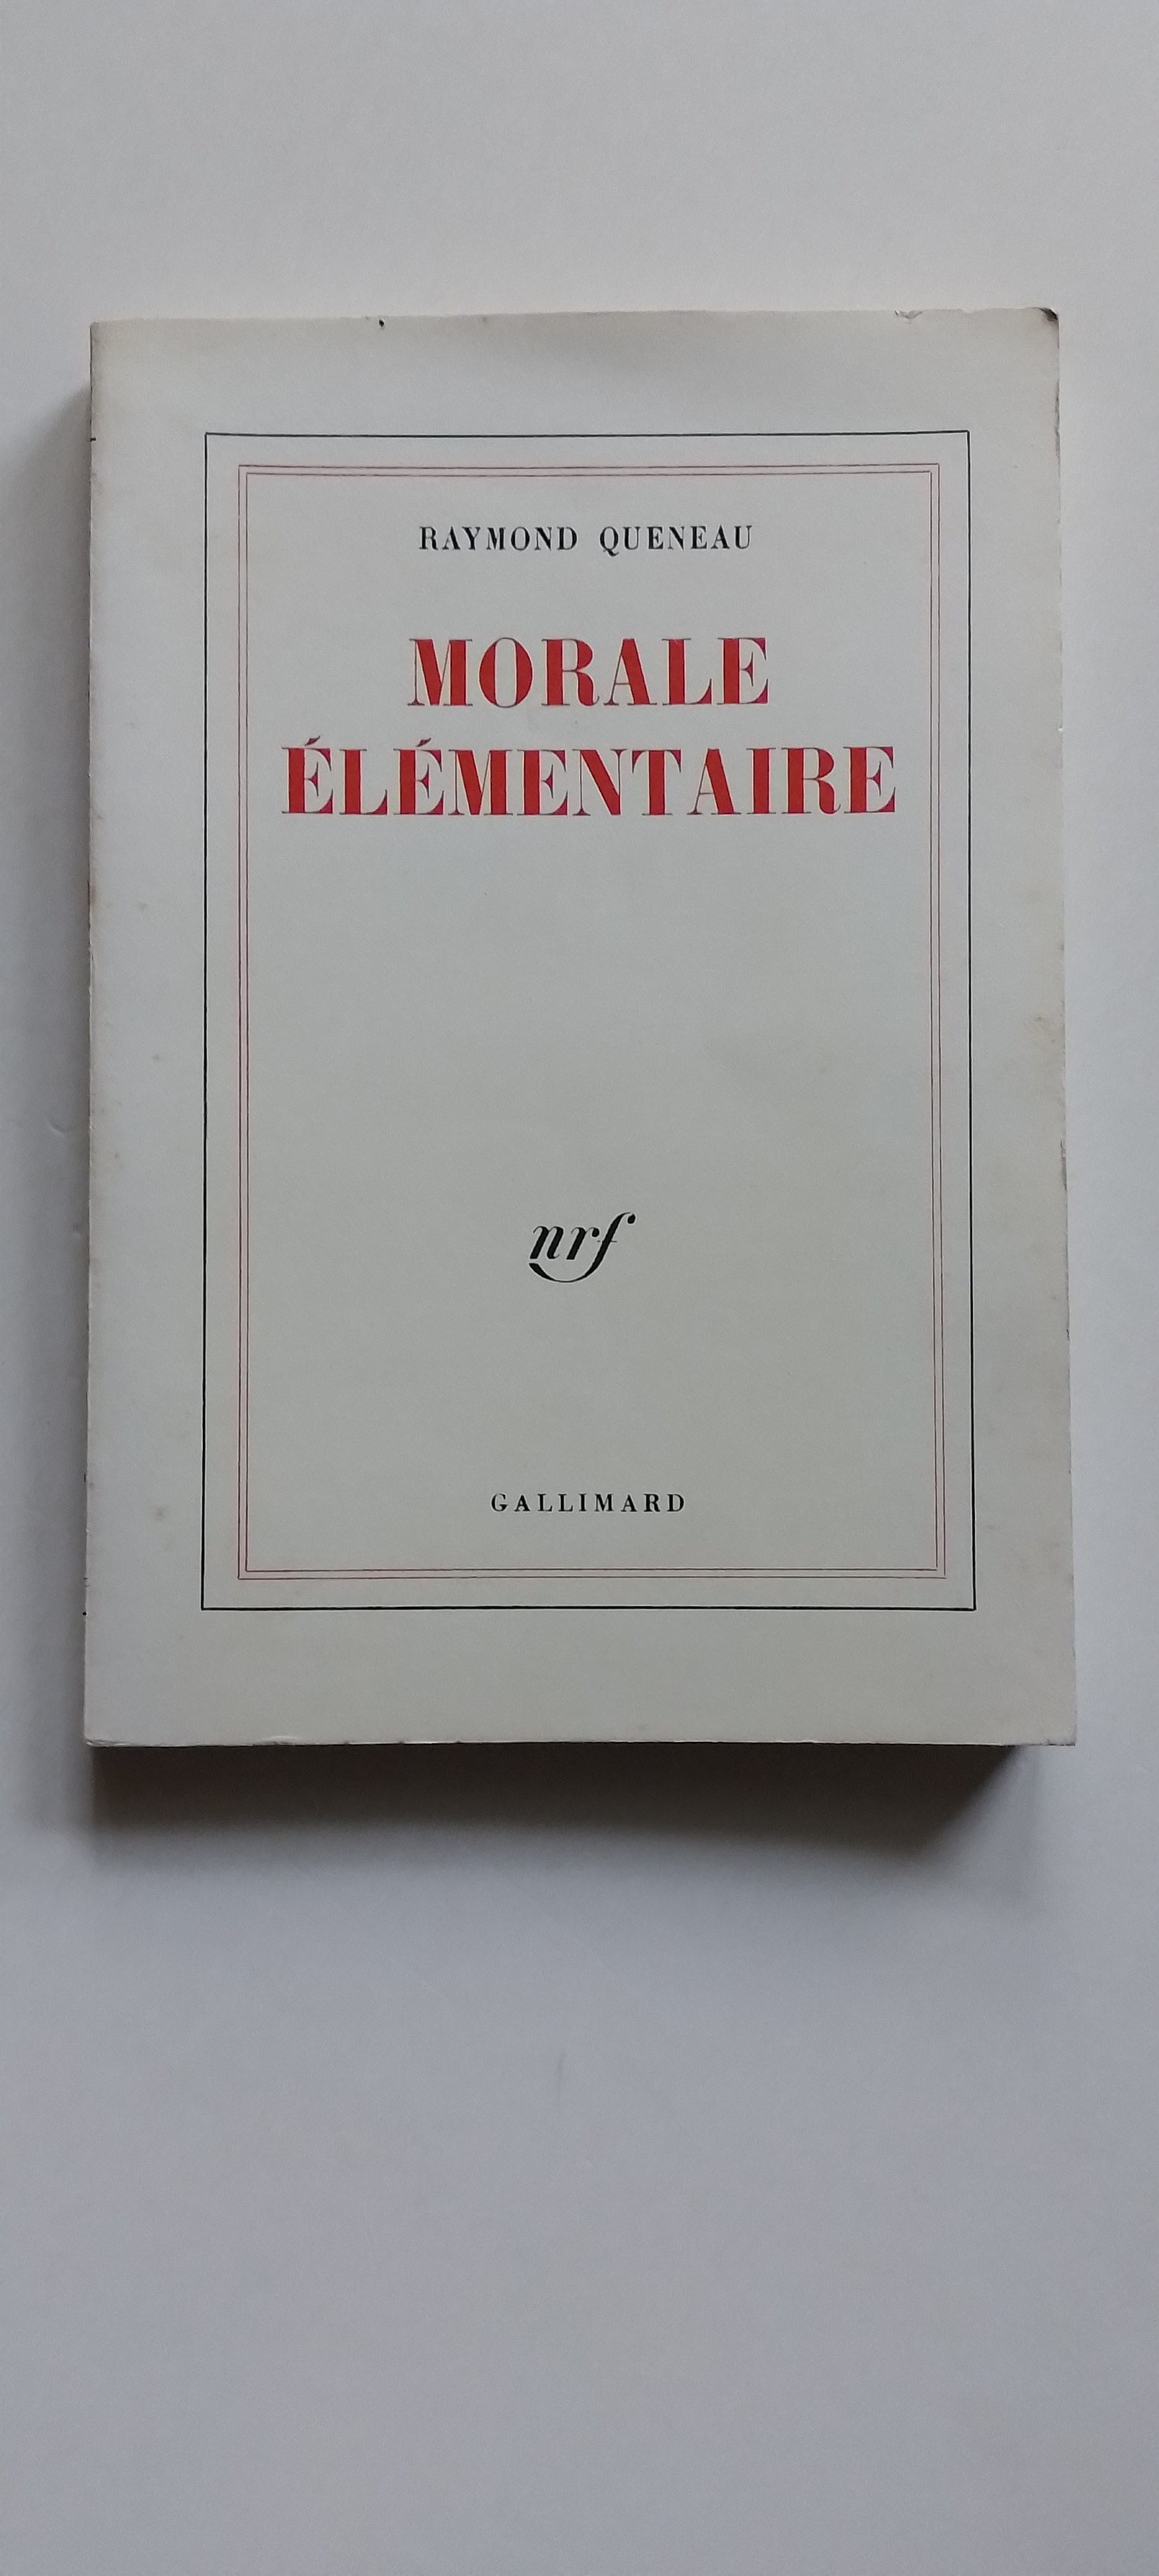 RAYMOND QUENEAU
MORALE
ÉLÉMENTAIRE
nrf
GALLIMARD